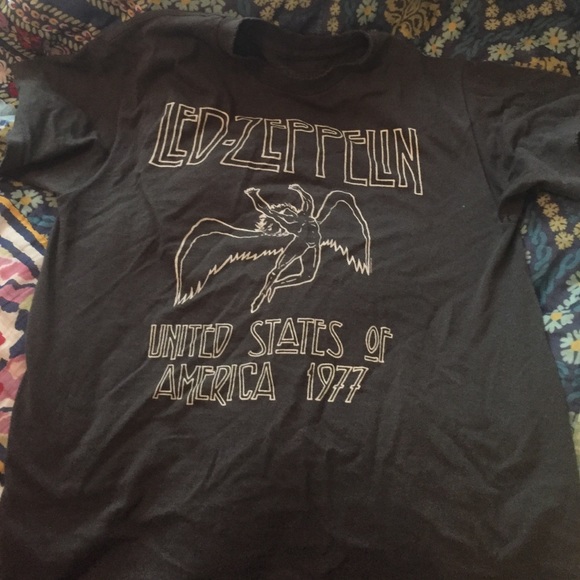 LED-ZEPPELIN
UNITED STATES OF
AMERICA 1977